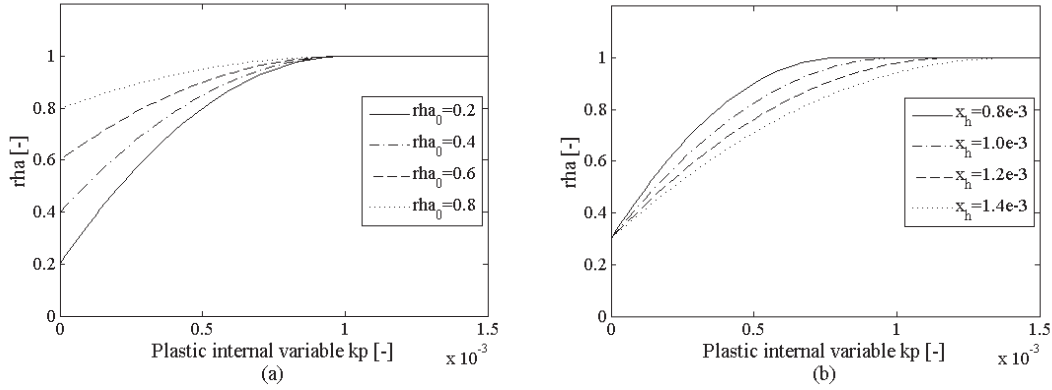 rha [-]
1
0.8
0.6
0.4
0.2
0
rha₀=0.2
rha₀=0.4
rha₀=0.6
rha₀=0.8
0 0.5 1 1.5
Plastic internal variable kp [-]
x 10⁻³
(a)
rha [-]
1
0.8
0.6
0.4
0.2
0
xₕ=0.8e-3
xₕ=1.0e-3
xₕ=1.2e-3
xₕ=1.4e-3
0 0.5 1 1.5
Plastic internal variable kp [-]
x 10⁻³
(b)